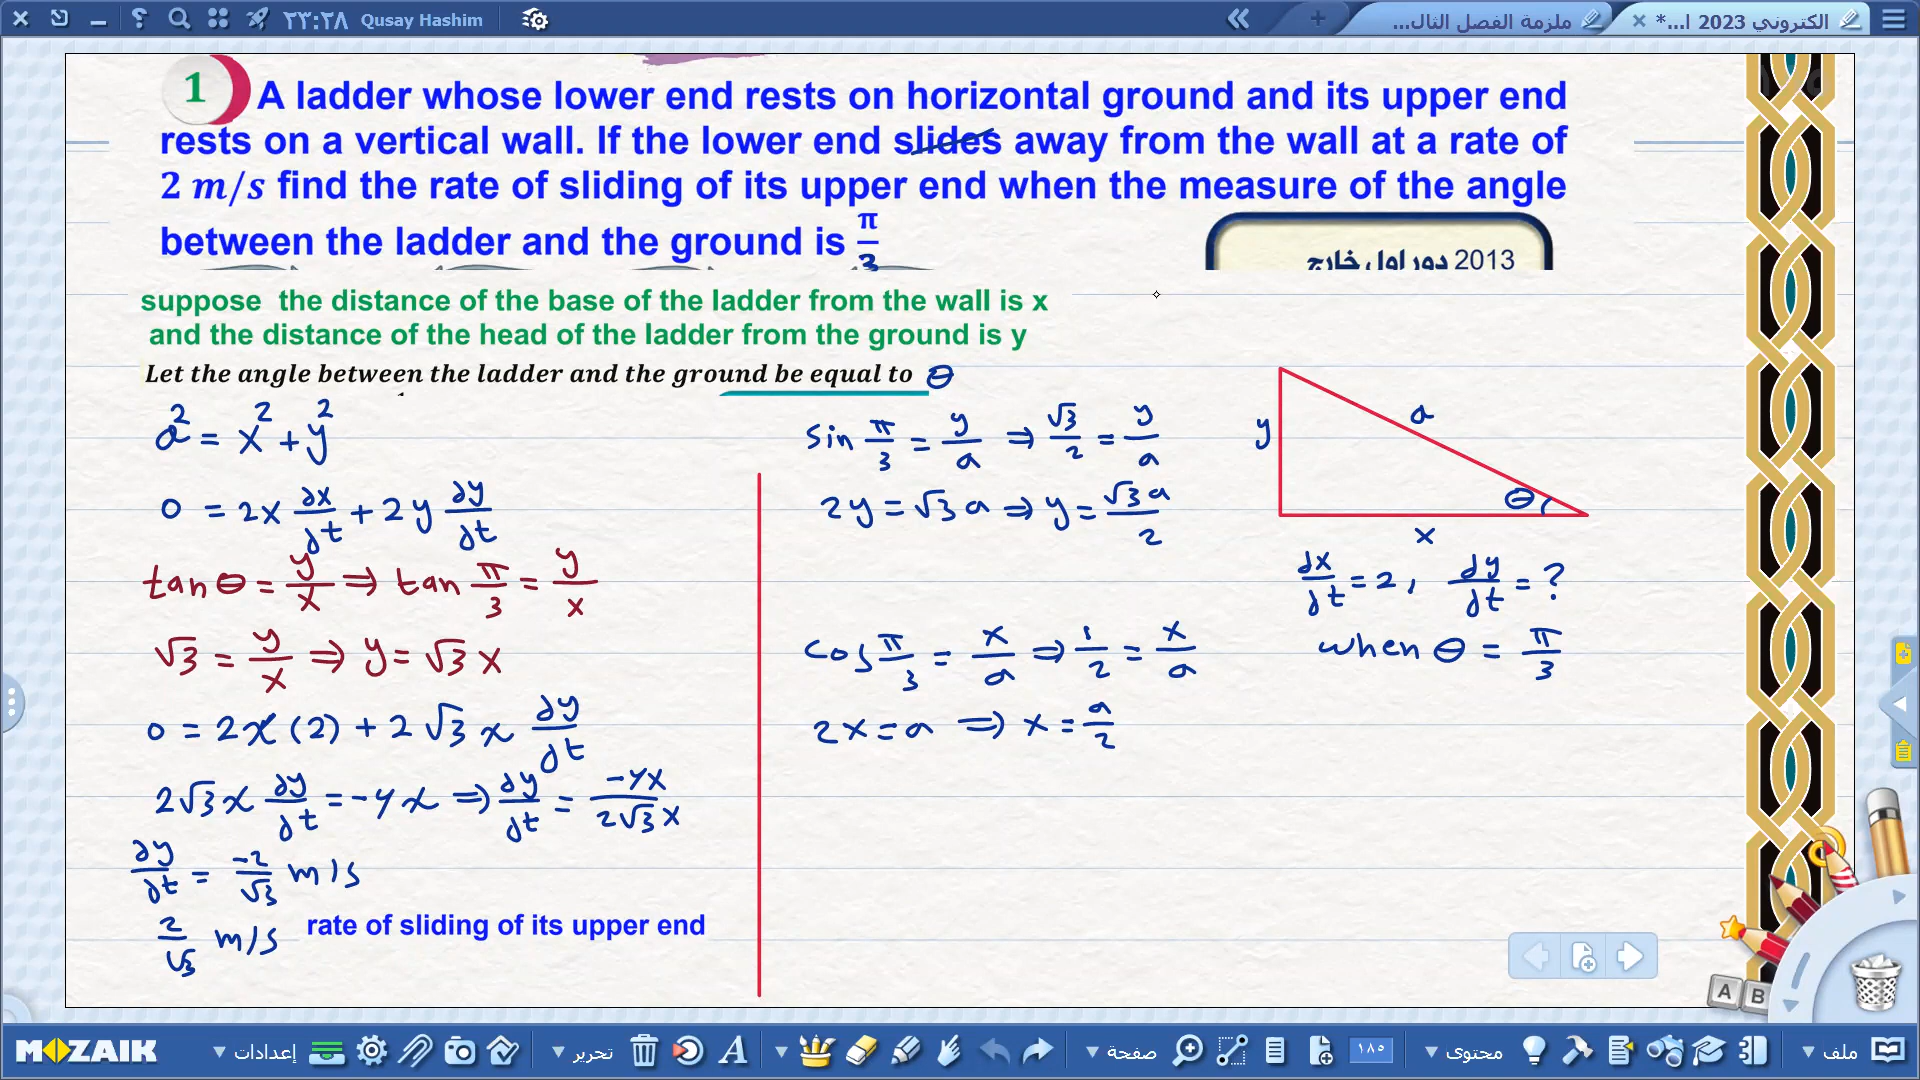 ٢٣:٢٨ Qusay Hashim
ملزمة الفصل الثال...
الكتروني 2023 ا...*
1 A ladder whose lower end rests on horizontal ground and its upper end
rests on a vertical wall. If the lower end slides away from the wall at a rate of
2 m/s find the rate of sliding of its upper end when the measure of the angle
between the ladder and the ground is π/3
2013 دور اول خارج
suppose the distance of the base of the ladder from the wall is x
and the distance of the head of the ladder from the ground is y
Let the angle between the ladder and the ground be equal to θ
a² = x² + y²
0 = 2x dx/dt + 2y dy/dt
tan θ = y/x ⇒ tan π/3 = y/x
√3 = y/x ⇒ y = √3 x
0 = 2x (2) + 2√3 x dy/dt
2√3 x dy/dt = -4x ⇒ dy/dt = -4x/2√3x
dy/dt = -2/√3 m/s
2/√3 m/s rate of sliding of its upper end
sin π/3 = y/a ⇒ √3/2 = y/a
2y = √3 a ⇒ y = √3a/2
cos π/3 = x/a ⇒ 1/2 = x/a
2x = a ⇒ x = a/2
y
a
θ
x
dx/dt = 2, dy/dt = ?
when θ = π/3
A B
MOZAIK
إعدادات
تحرير
A
صفحة
١٨٥
محتوى
ملف